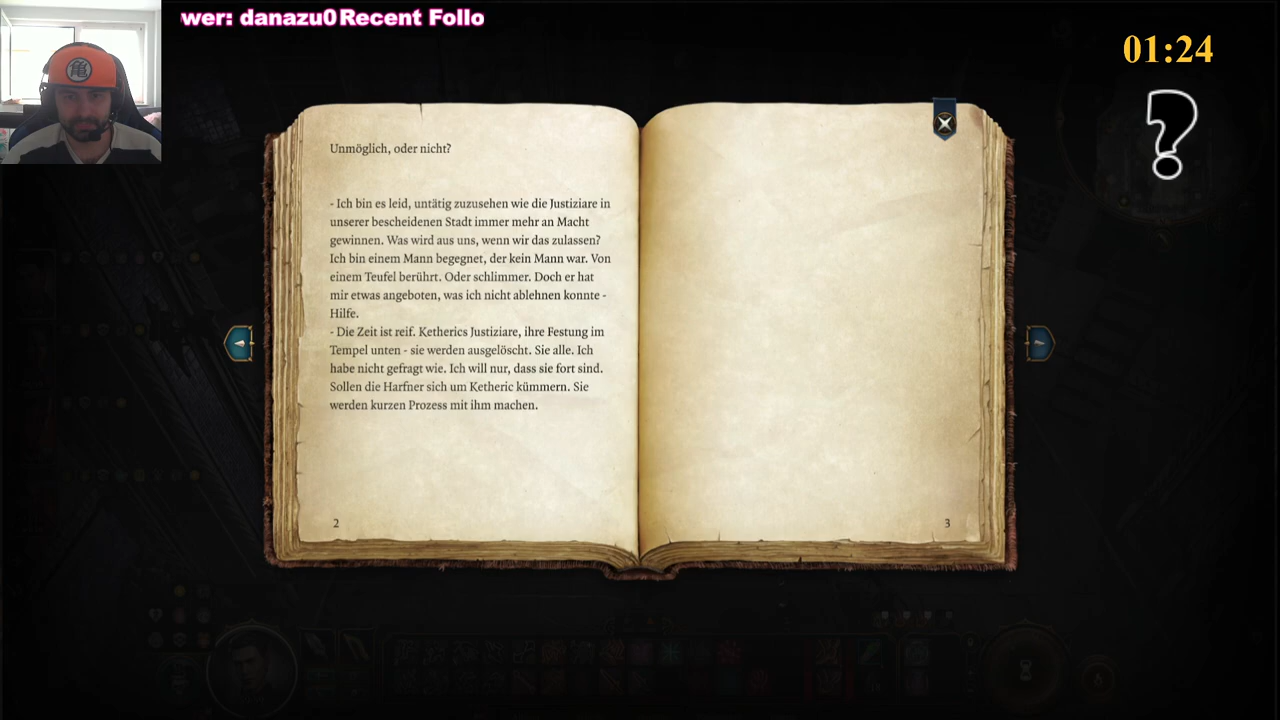 wer: danazu0Recent Follo
01:24
Unmöglich, oder nicht?
- Ich bin es leid, untätig zuzusehen wie die Justiziare in
unserer bescheidenen Stadt immer mehr an Macht
gewinnen. Was wird aus uns, wenn wir das zulassen?
Ich bin einem Mann begegnet, der kein Mann war. Von
einem Teufel berührt. Oder schlimmer. Doch er hat
mir etwas angeboten, was ich nicht ablehnen konnte -
Hilfe.
- Die Zeit ist reif. Ketherics Justiziare, ihre Festung im
Tempel unten - sie werden ausgelöscht. Sie alle. Ich
habe nicht gefragt wie. Ich will nur, dass sie fort sind.
Sollen die Harfner sich um Ketheric kümmern. Sie
werden kurzen Prozess mit ihm machen.
2
3